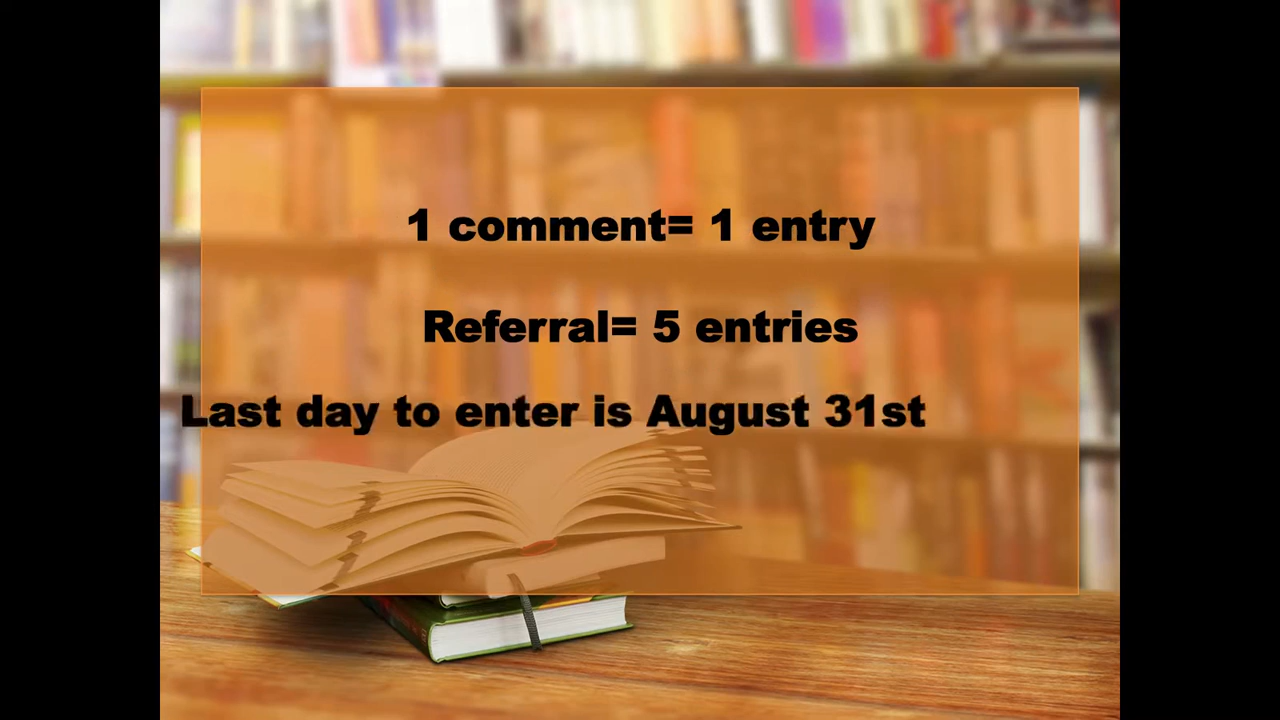 1 comment= 1 entry
Referral= 5 entries
Last day to enter is August 31st